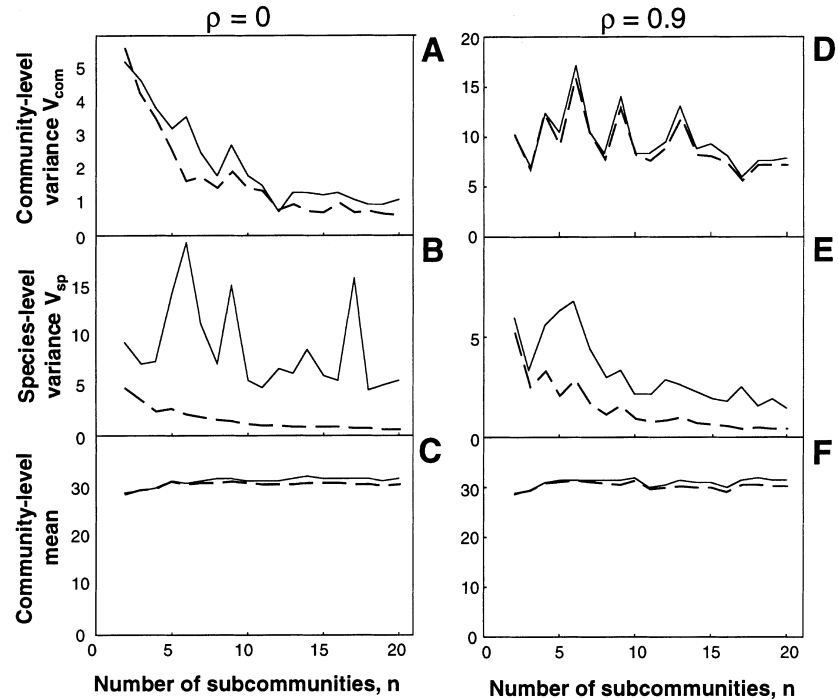 ρ = 0
ρ = 0.9
A
Community-level
variance Vcom
5
4
3
2
1
0
D
20
15
10
5
0
B
Species-level
variance Vsp
15
10
5
0
E
5
0
C
Community-level
mean
30
20
10
0
F
30
20
10
0
0 5 10 15 20
0 5 10 15 20
Number of subcommunities, n
Number of subcommunities, n